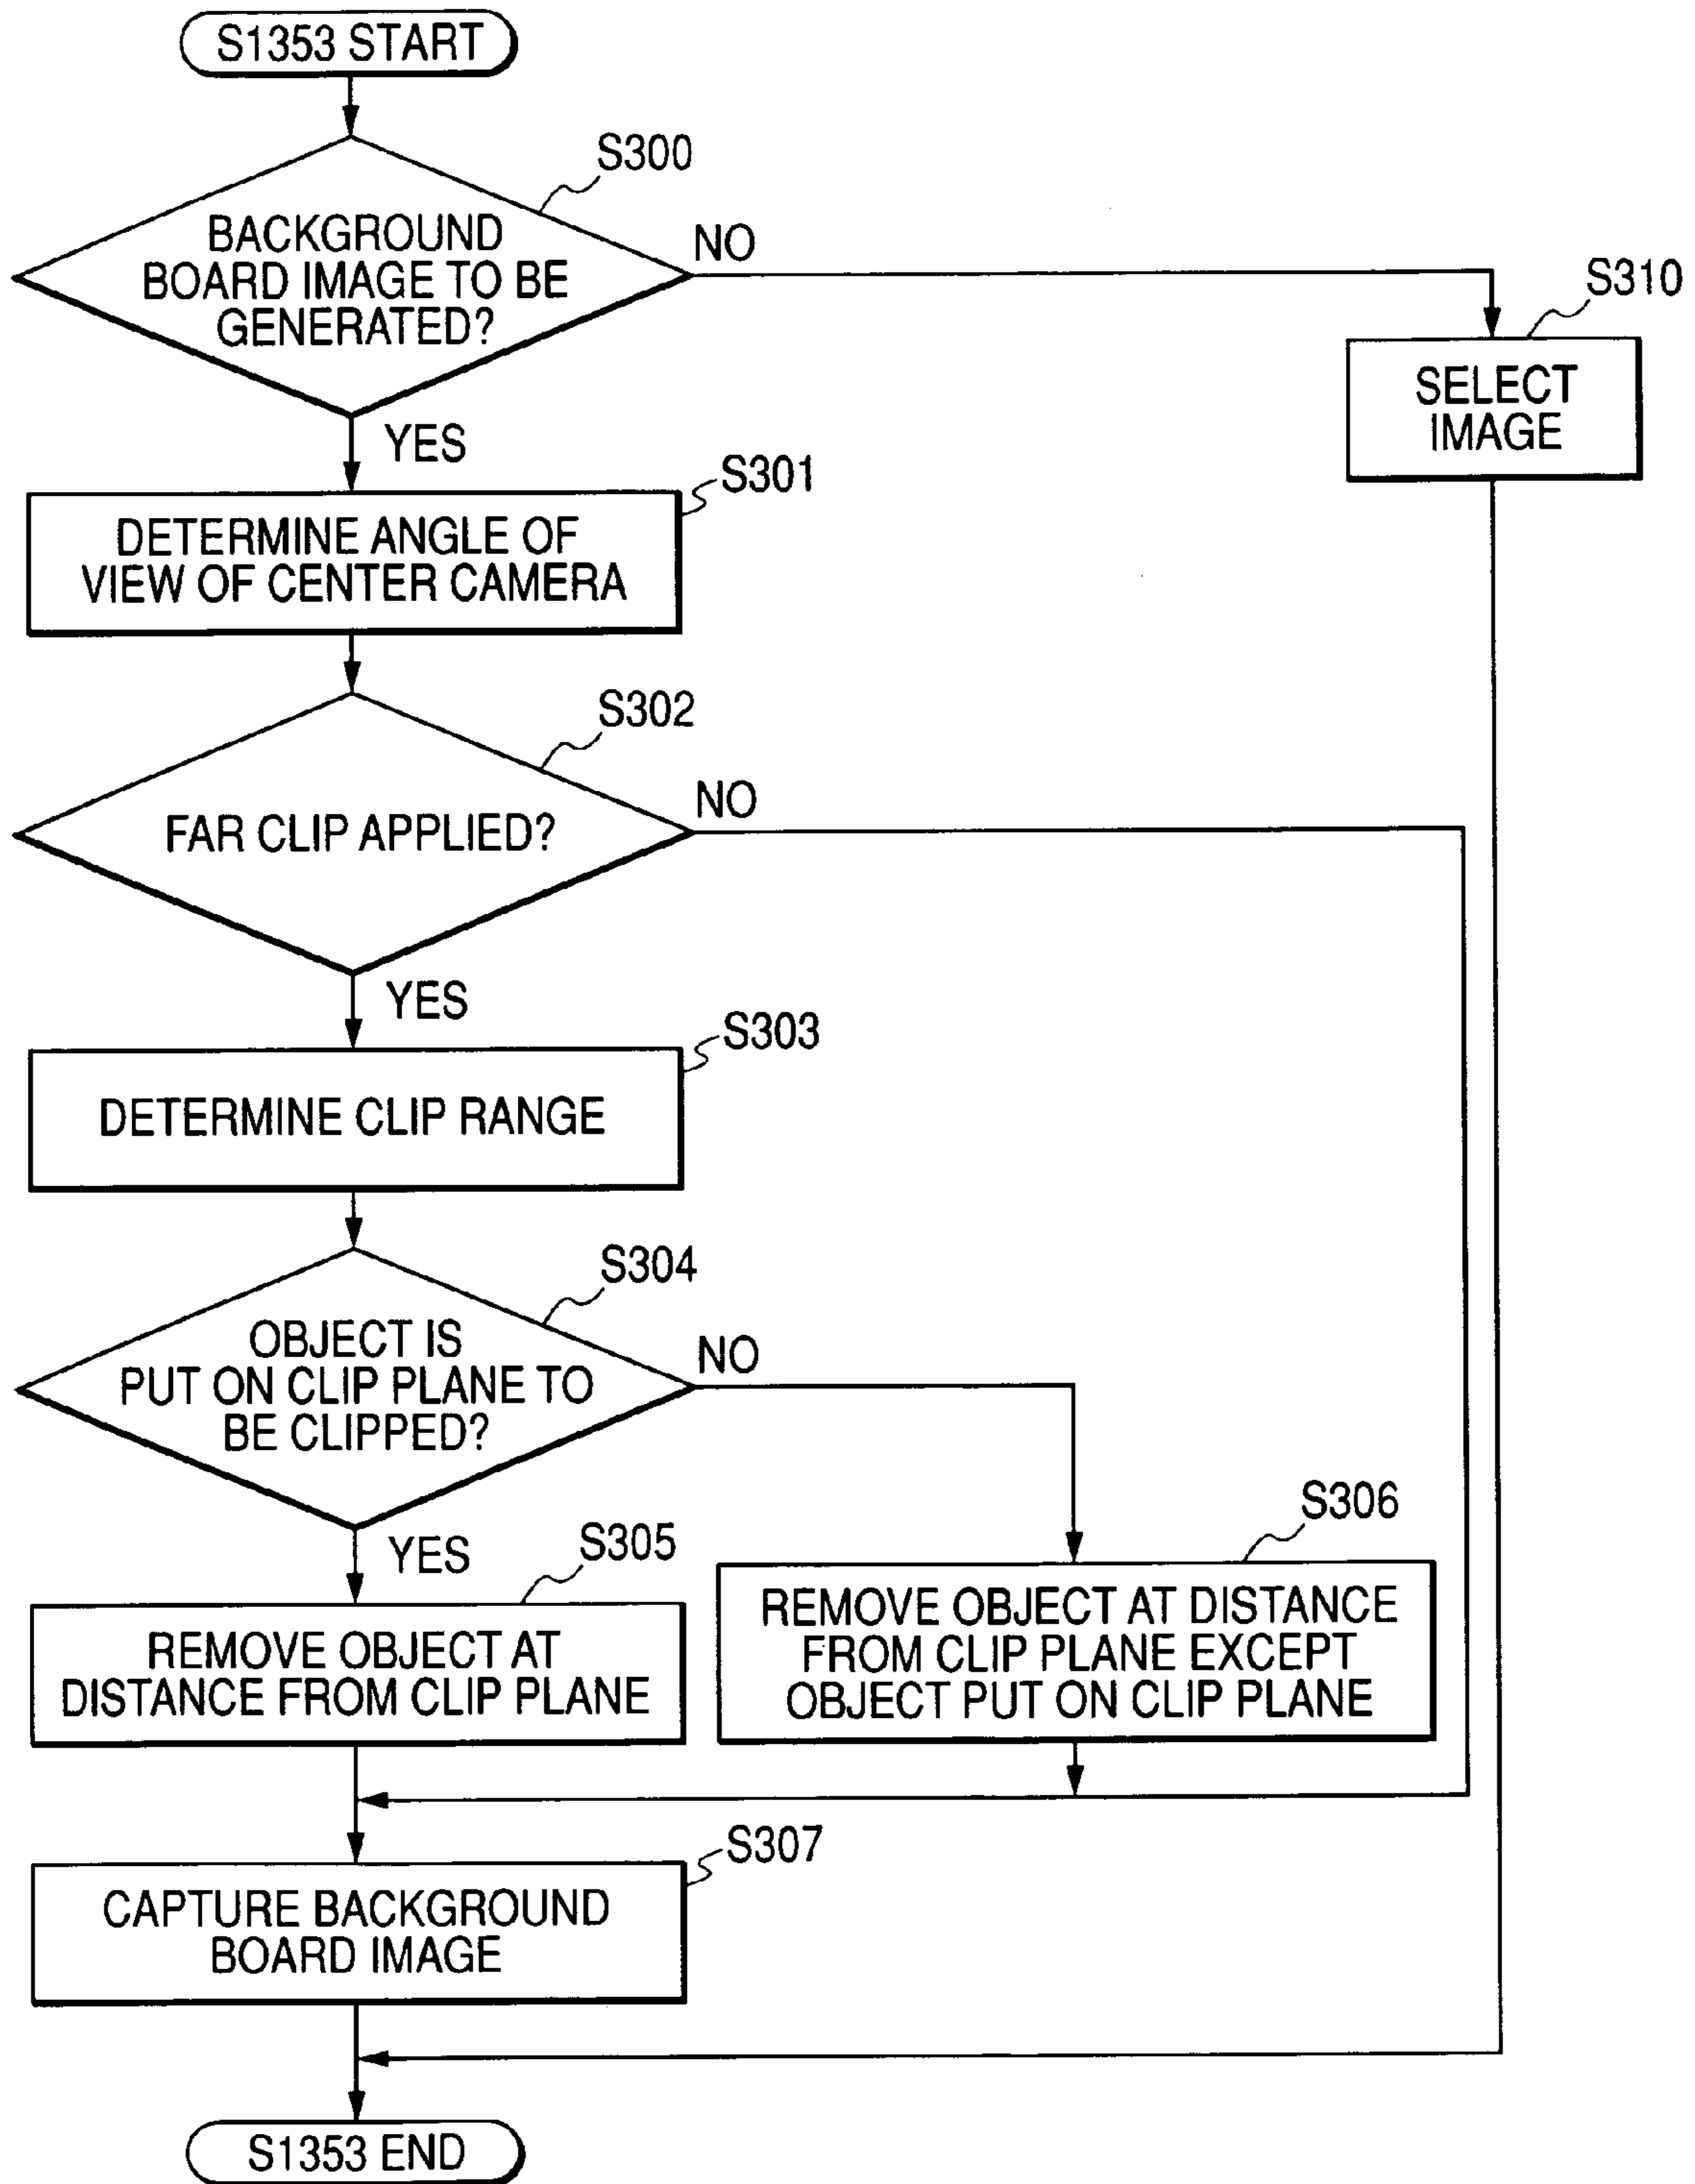 S1353 START
S300
BACKGROUND
BOARD IMAGE TO BE
GENERATED?
NO
YES
S310
SELECT
IMAGE
S301
DETERMINE ANGLE OF
VIEW OF CENTER CAMERA
S302
FAR CLIP APPLIED?
NO
YES
S303
DETERMINE CLIP RANGE
S304
OBJECT IS
PUT ON CLIP PLANE TO
BE CLIPPED?
NO
YES
S305
REMOVE OBJECT AT
DISTANCE FROM CLIP PLANE
S306
REMOVE OBJECT AT DISTANCE
FROM CLIP PLANE EXCEPT
OBJECT PUT ON CLIP PLANE
S307
CAPTURE BACKGROUND
BOARD IMAGE
S1353 END